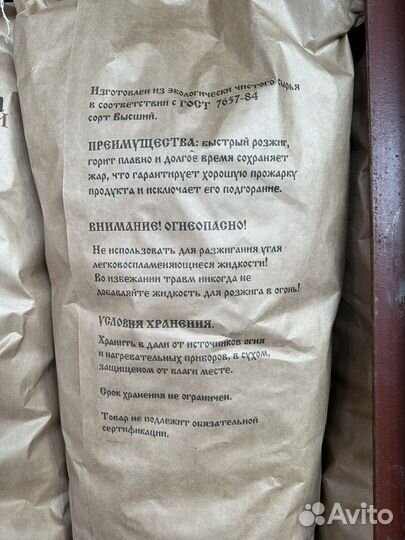 Изготовлен из экологически чистого сырья
в соответствии с ГОСТ 7657-84
сорт Высший.
ПРЕИМУЩЕСТВА: быстрый розжиг,
горит плавно и долгое время сохраняет
жар, что гарантирует хорошую прожарку
продукта и исключает его подгорание.
ВНИМАНИЕ! ОГНЕОПАСНО!
Не использовать для разжигания угля
легковоспламеняющиеся жидкости!
Во избежании травм никогда не
добавляйте жидкость для розжига в огонь!
УСЛОВИЯ ХРАНЕНИЯ.
Хранить в дали от источников огня
и нагревательных приборов, в сухом,
защищеном от влаги месте.
Срок хранения не ограничен.
Товар не подлежит обязательной
сертификации.
Avito